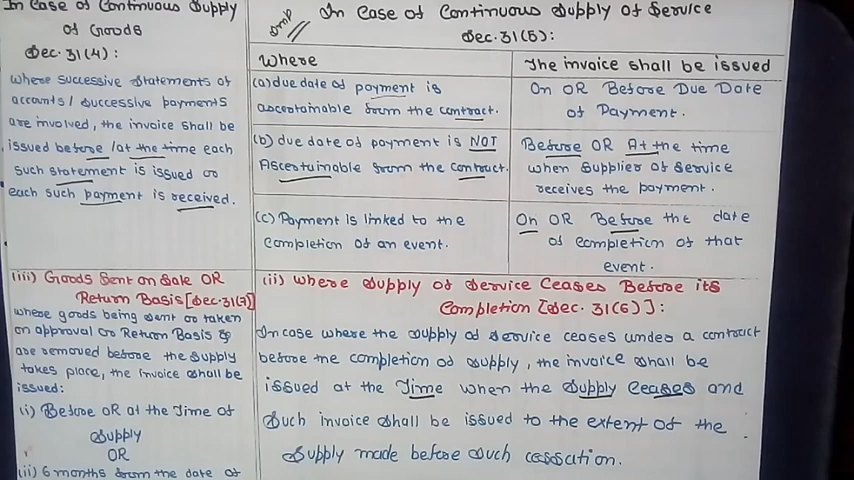 In Case of Continuous Supply
of Goods
Sec. 31(4) :
where successive statements of
accounts / successive payments
are involved, the invoice shall be
issued before / at the time each
such statement is issued or
each such payment is received.
(iii) Goods Sent on Sale OR
Return Basis [Sec. 31(7)]
where goods being sent or taken
on approval or Return Basis &
are removed before the supply
takes place, the invoice shall be
issued:
(i) Before OR at the Time of
Supply
OR
(ii) 6 months from the date of
Imp
In Case of Continuous Supply of Service
Sec. 31(5) :
Where
The invoice shall be issued
(a) due date of payment is
ascertainable from the contract.
On OR Before Due Date
of Payment.
(b) due date of payment is NOT
Ascertainable from the contract.
Before OR At the time
when supplier of service
receives the payment.
(c) Payment is linked to the
completion of an event.
On OR Before the date
of completion of that
event.
(ii) Where Supply of Service Ceases Before its
Completion [Sec. 31(6)] :
In case where the supply of service ceases under a contract
before the completion of supply, the invoice shall be
issued at the Time when the Supply Ceases and
Such invoice shall be issued to the extent of the
Supply made before such cessation.